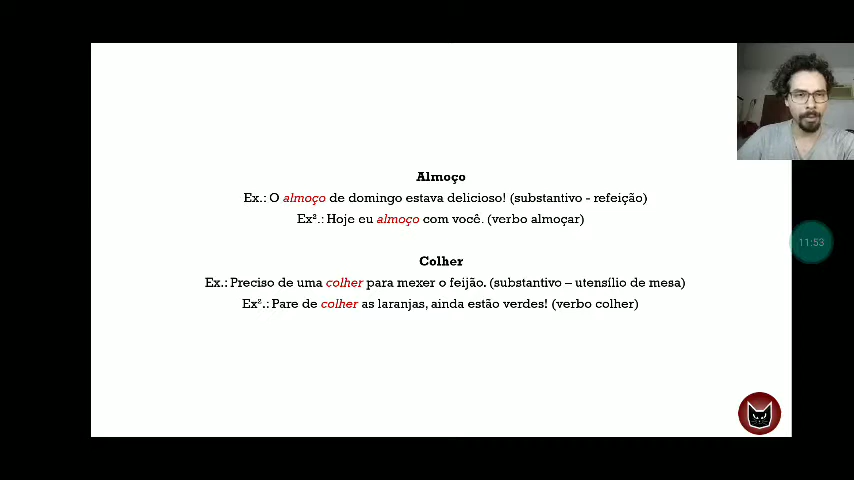 Almoço
Ex.: O almoço de domingo estava delicioso! (substantivo - refeição)
Ex².: Hoje eu almoço com você. (verbo almoçar)
Colher
Ex.: Preciso de uma colher para mexer o feijão. (substantivo – utensílio de mesa)
Ex².: Pare de colher as laranjas, ainda estão verdes! (verbo colher)
11:53